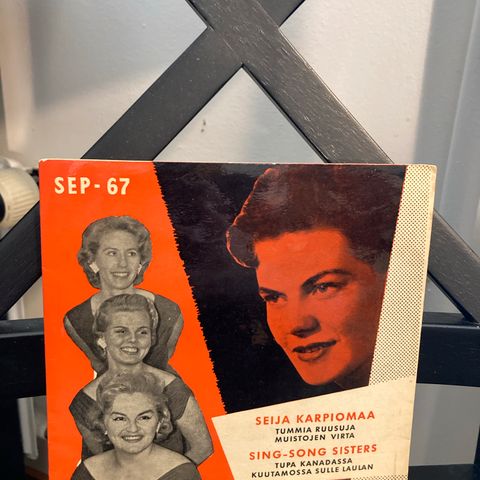 SEP - 67
SEIJA KARPIOMAA
TUMMIA RUUSUJA
MUISTOJEN VIRTA
SING-SONG SISTERS
TUPA KANADASSA
KUUTAMOSSA SULLE LAULAN